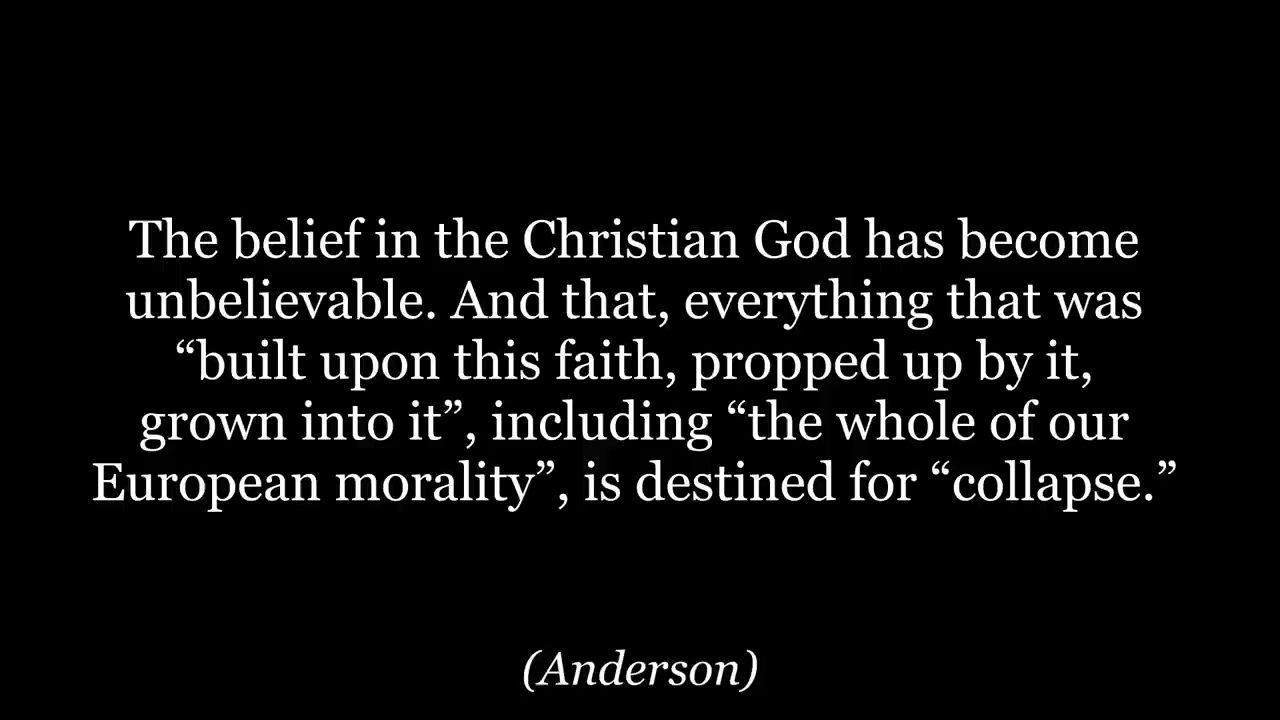 The belief in the Christian God has become
unbelievable. And that, everything that was
“built upon this faith, propped up by it,
grown into it”, including “the whole of our
European morality”, is destined for “collapse.”
(Anderson)